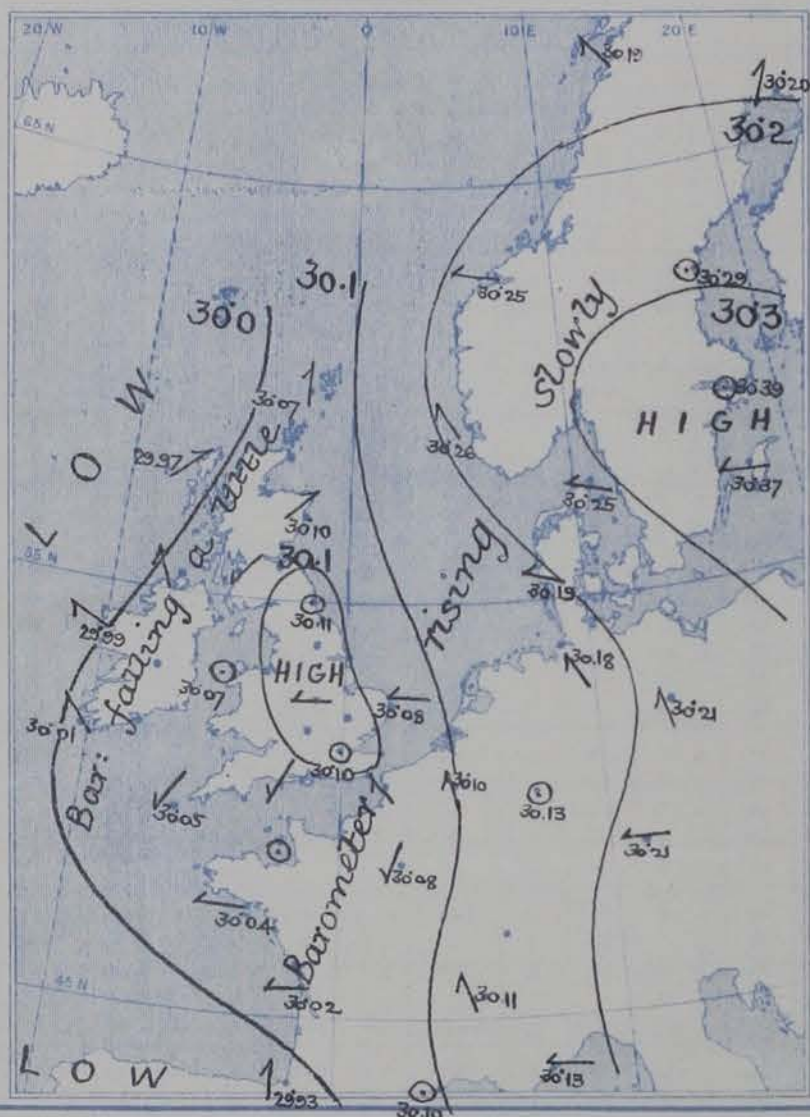 20°W
10°W
0
10°E
20°E
30.19
30.20
65 N
30.2
30.1
30.25
30.29
30.0
30.3
slowly
30.39
LOW
30.07
HIGH
29.97
30.26
30.37
30.25
30.10
55 N
30.1
rising
30.19
29.99
30.11
Bar: falling a little
30.18
HIGH
30.07
30.08
30.21
30.01
30.10
30.10
30.13
30.05
30.21
30.08
Barometer
30.04
45 N
30.02
30.11
LOW
30.13
29.93
30.10